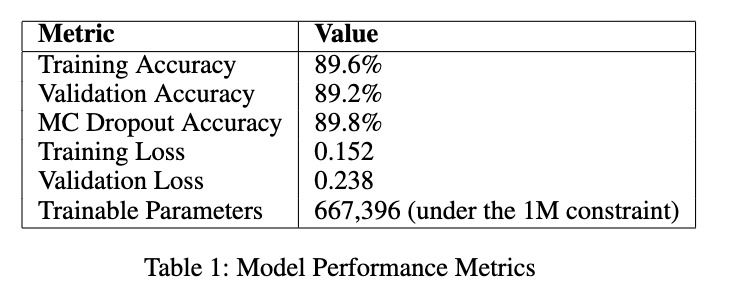 Metric Value
Training Accuracy 89.6%
Validation Accuracy 89.2%
MC Dropout Accuracy 89.8%
Training Loss 0.152
Validation Loss 0.238
Trainable Parameters 667,396 (under the 1M constraint)
Table 1: Model Performance Metrics